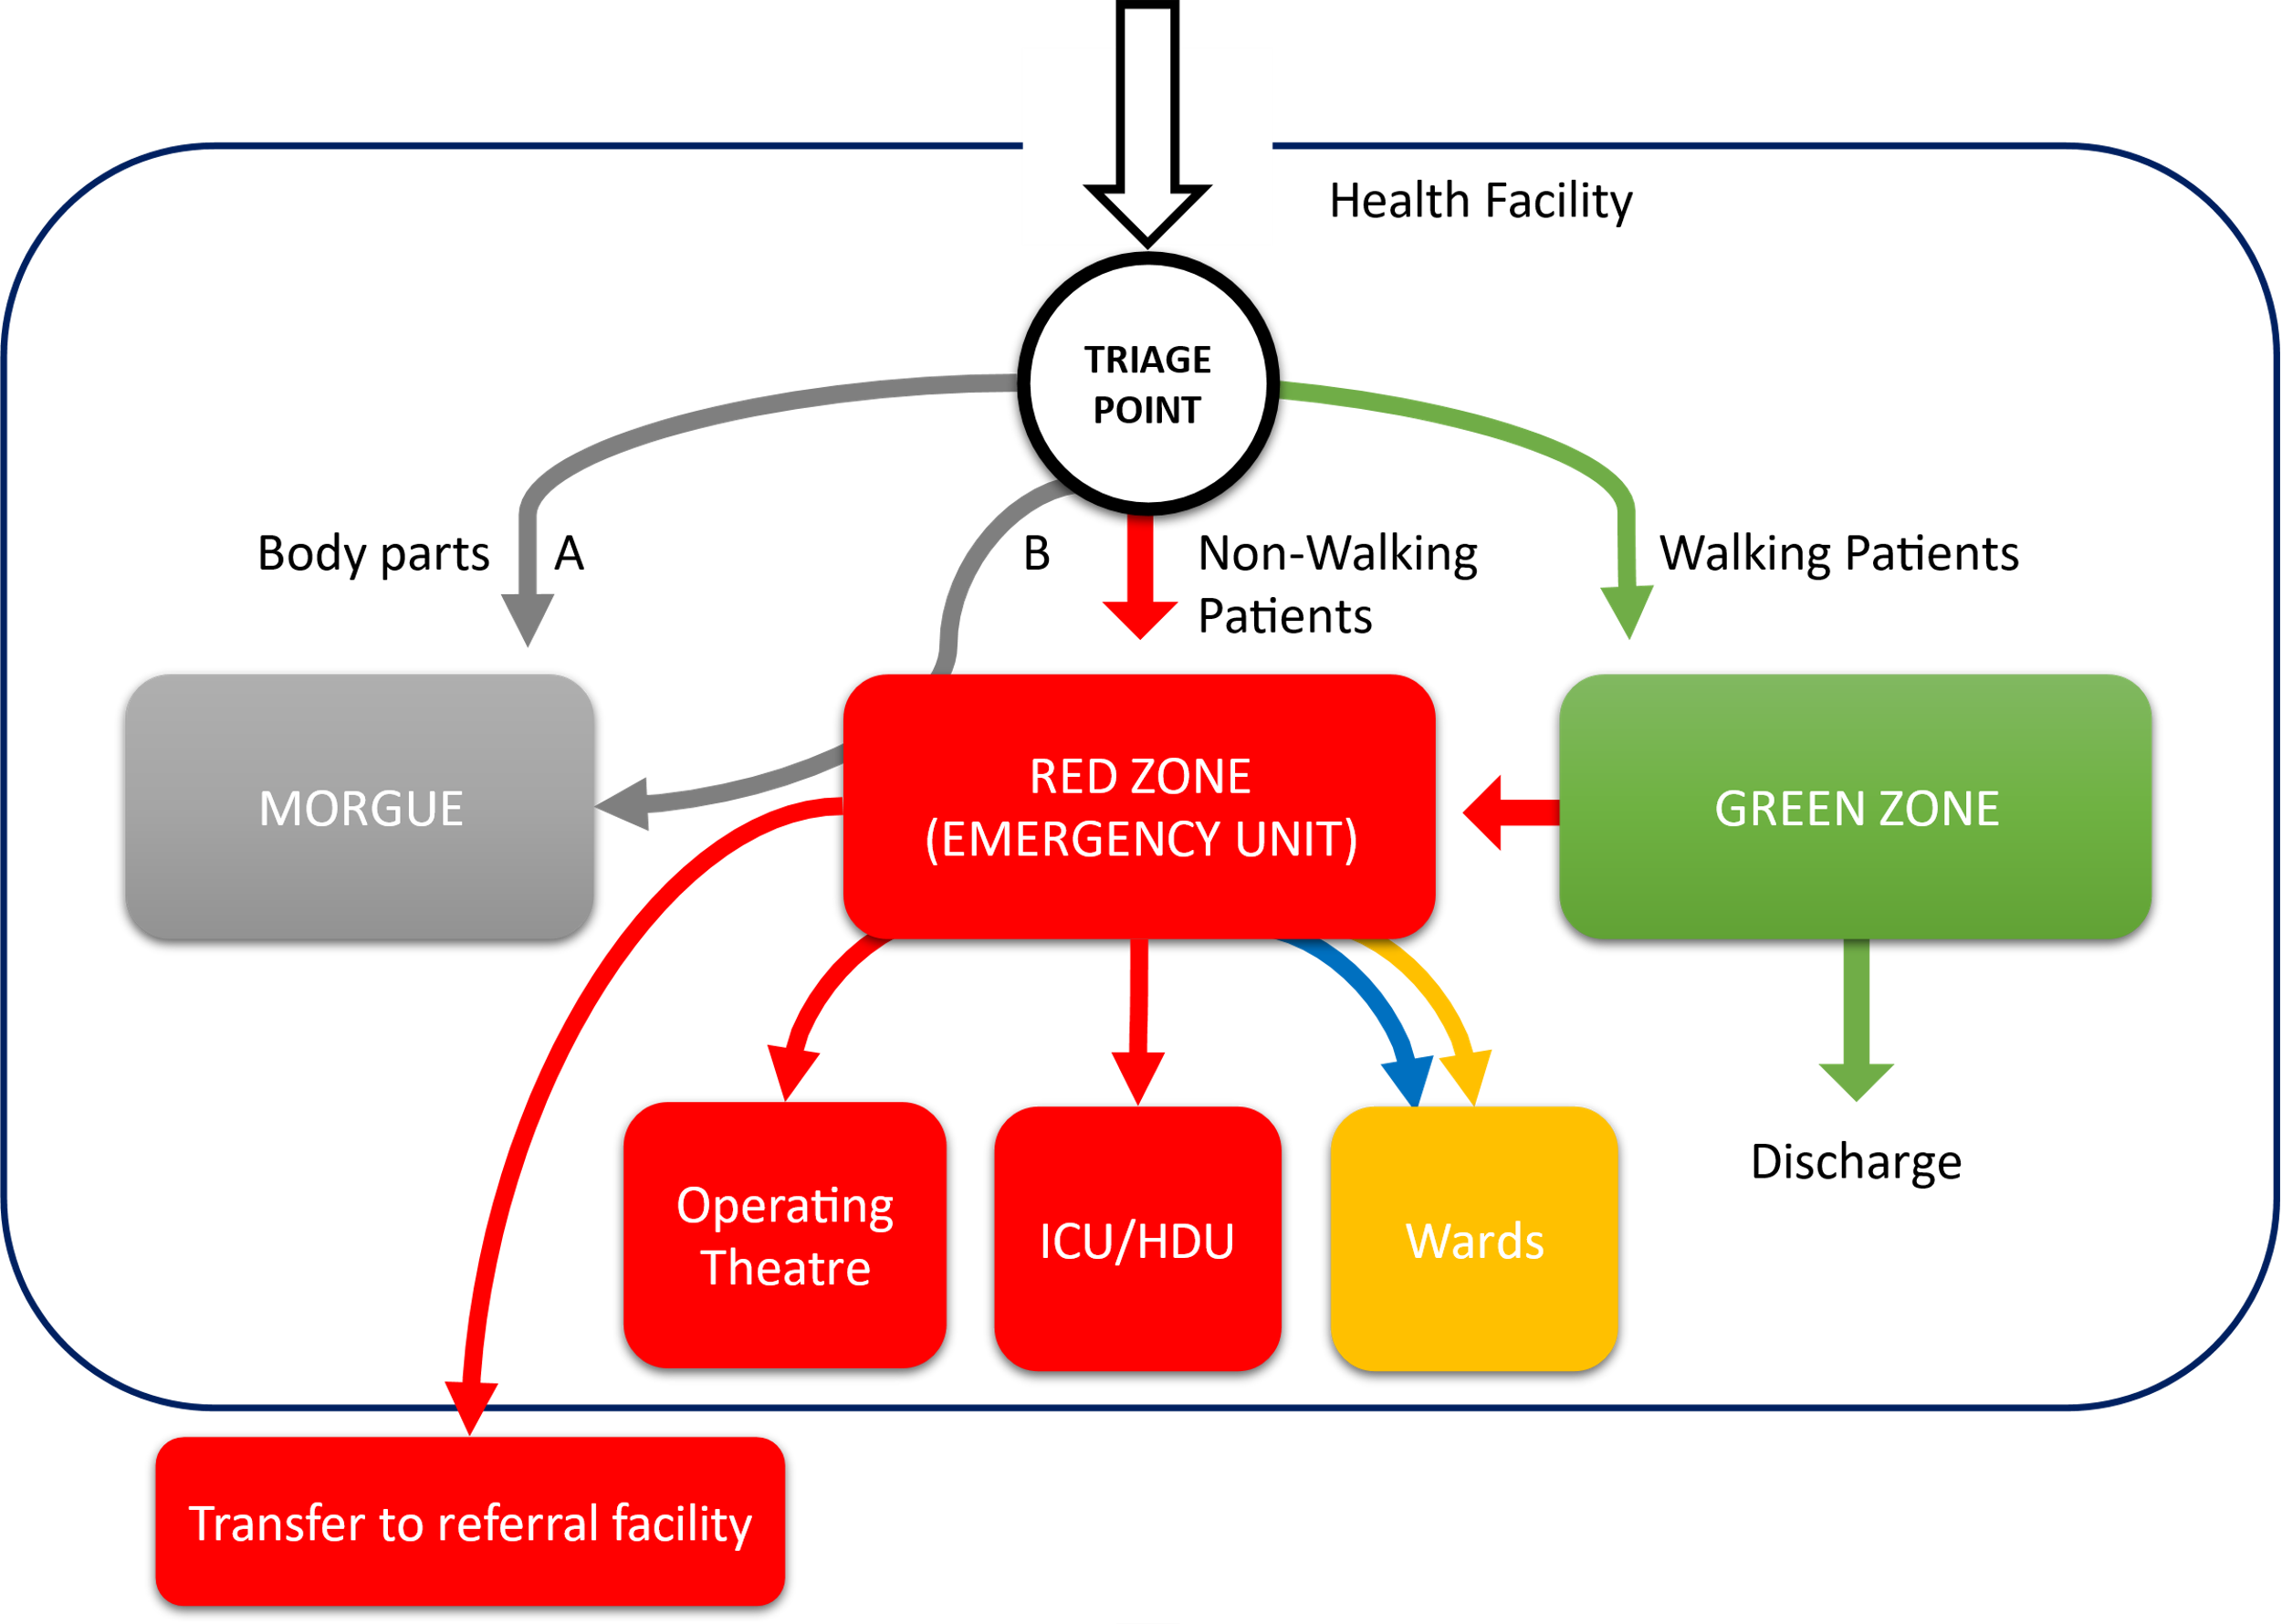 Health Facility
TRIAGE
POINT
Body parts
A
B
Non-Walking
Patients
Walking Patients
MORGUE
RED ZONE
(EMERGENCY UNIT)
GREEN ZONE
Operating
Theatre
ICU/HDU
Wards
Discharge
Transfer to referral facility